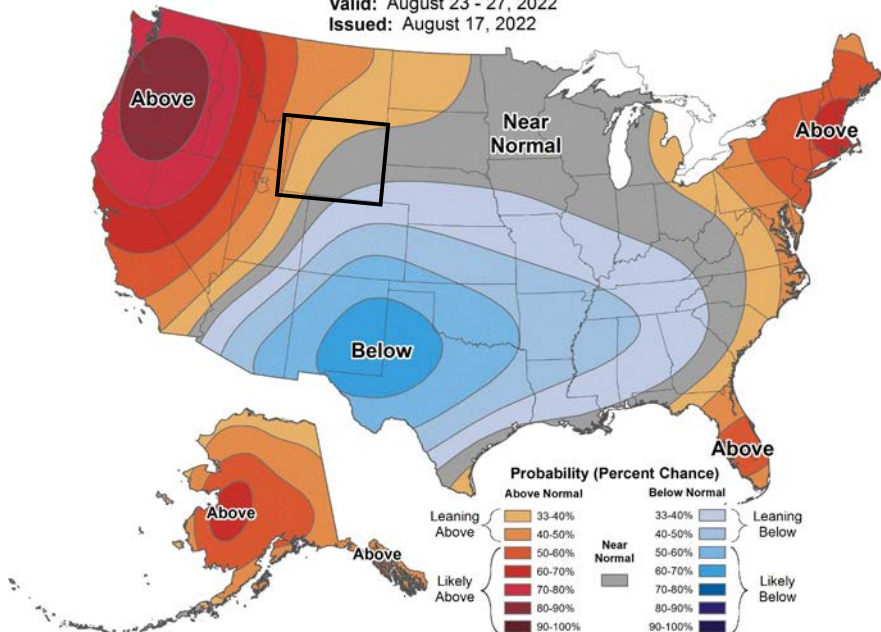 Valid: August 23 - 27, 2022
Issued: August 17, 2022
Above
Near
Normal
Above
Below
Above
Above
Above
Probability (Percent Chance)
Above Normal
Below Normal
Leaning
Above
33-40%
40-50%
Likely
Above
50-60%
60-70%
70-80%
80-90%
90-100%
Near
Normal
33-40%
40-50%
Leaning
Below
50-60%
60-70%
70-80%
80-90%
90-100%
Likely
Below